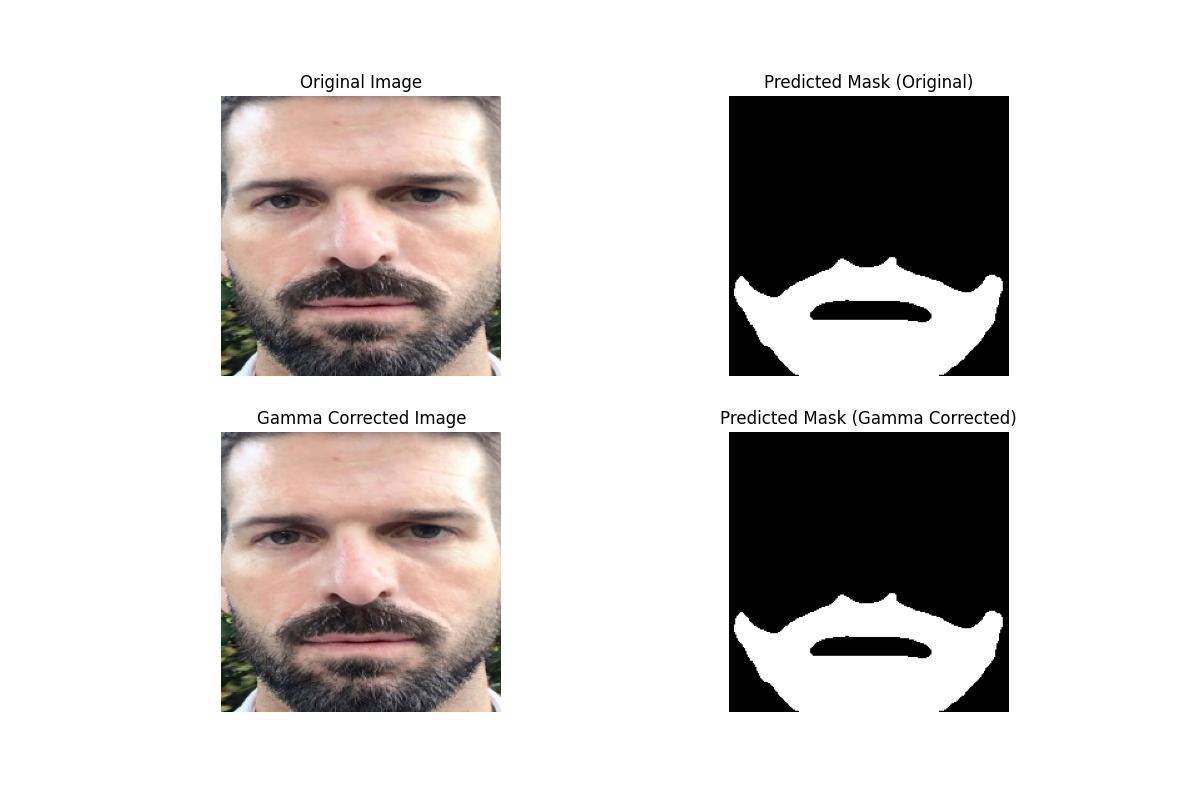 Original Image
Predicted Mask (Original)
Gamma Corrected Image
Predicted Mask (Gamma Corrected)